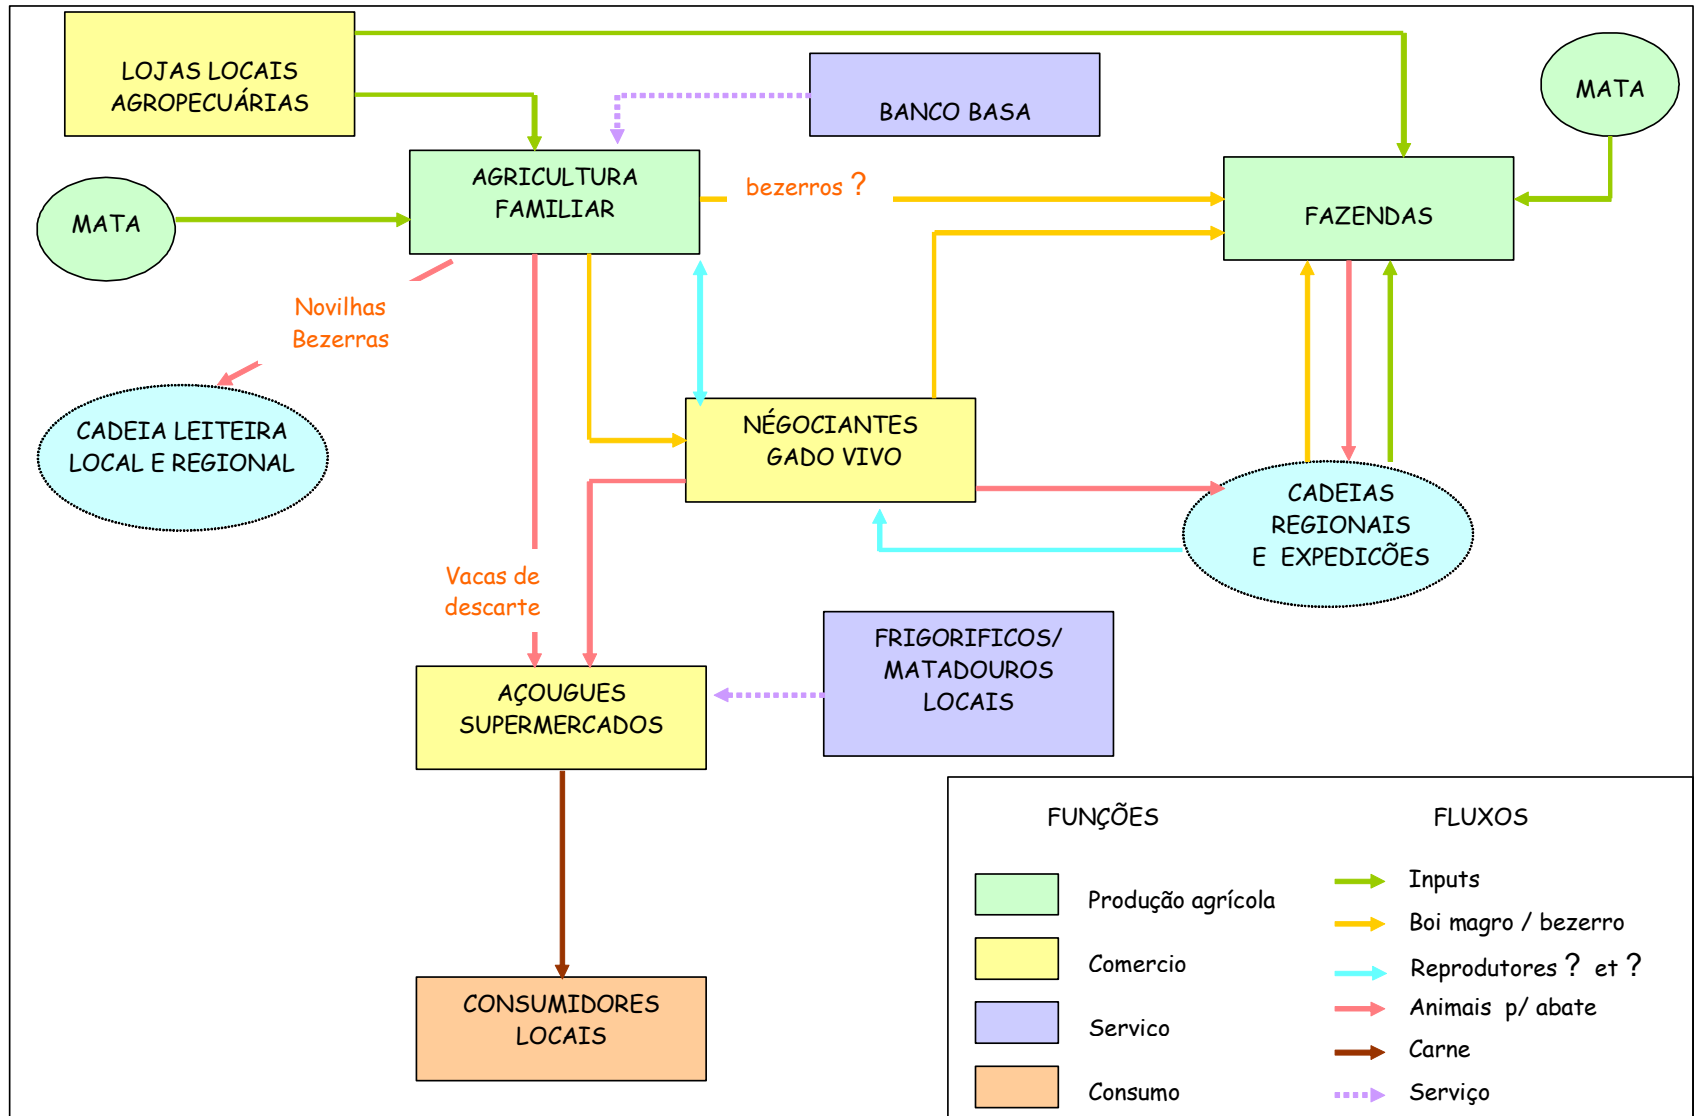 LOJAS LOCAIS
AGROPECUÁRIAS
BANCO BASA
MATA
AGRICULTURA
FAMILIAR
bezerros ?
FAZENDAS
MATA
Novilhas
Bezerras
CADEIA LEITEIRA
LOCAL E REGIONAL
NÉGOCIANTES
GADO VIVO
CADEIAS
REGIONAIS
E EXPEDICÕES
Vacas de
descarte
FRIGORIFICOS/
MATADOUROS
LOCAIS
AÇOUGUES
SUPERMERCADOS
CONSUMIDORES
LOCAIS
FUNÇÕES
Produção agrícola
Comercio
Servico
Consumo
FLUXOS
Inputs
Boi magro / bezerro
Reprodutores ? et ?
Animais p/ abate
Carne
Serviço